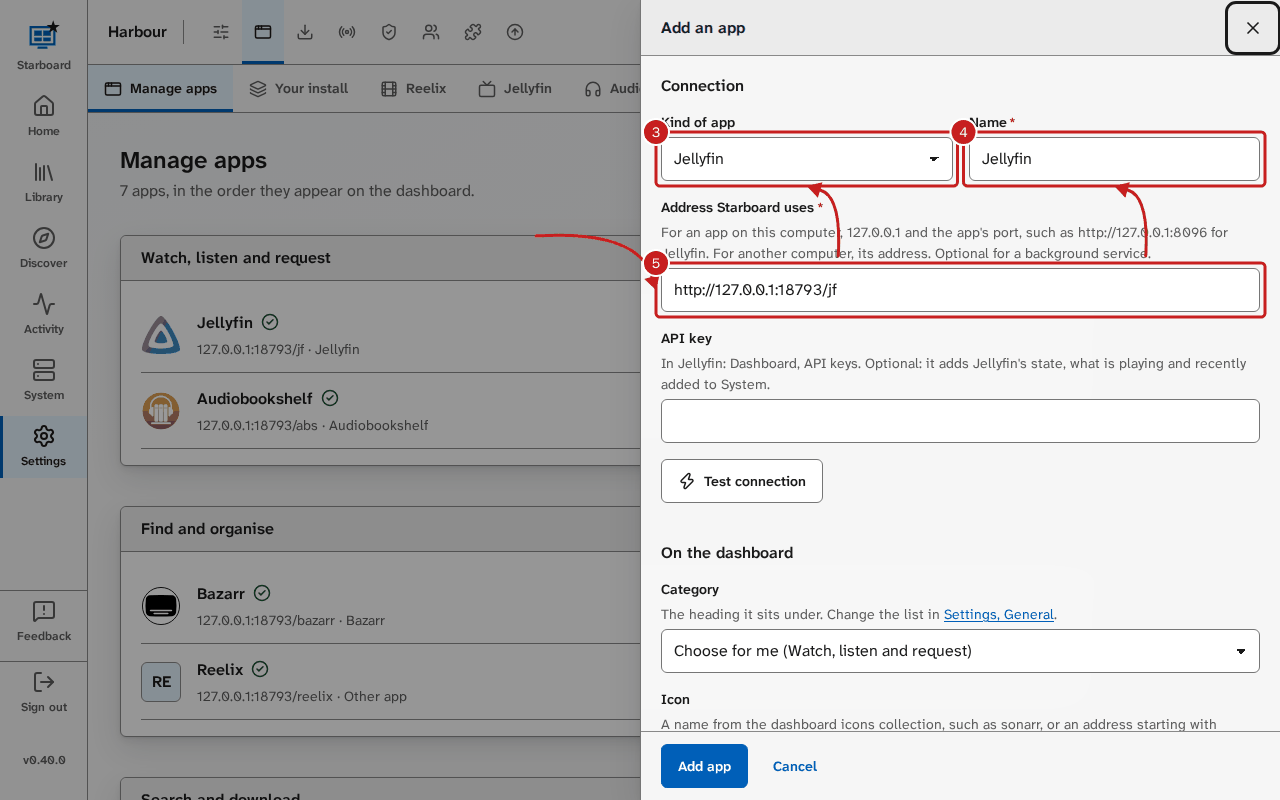 Starboard
Home
Library
Discover
Activity
System
Settings
Feedback
Sign out
v0.40.0
Harbour
Manage apps
Your install
Reelix
Jellyfin
Manage apps
7 apps, in the order they appear on the dashboard.
Watch, listen and request
Jellyfin
127.0.0.1:18793/jf · Jellyfin
Audiobookshelf
127.0.0.1:18793/abs · Audiobookshelf
Find and organise
Bazarr
127.0.0.1:18793/bazarr · Bazarr
RE
Reelix
127.0.0.1:18793/reelix · Other app
Search and download
Add an app
Connection
3
Kind of app
Jellyfin
4
Name *
Jellyfin
Address Starboard uses *
For an app on this computer, 127.0.0.1 and the app's port, such as http://127.0.0.1:8096 for
Jellyfin. For another computer, its address. Optional for a background service.
5
http://127.0.0.1:18793/jf
API key
In Jellyfin: Dashboard, API keys. Optional: it adds Jellyfin's state, what is playing and recently
added to System.
Test connection
On the dashboard
Category
The heading it sits under. Change the list in Settings, General.
Choose for me (Watch, listen and request)
Icon
A name from the dashboard icons collection, such as sonarr, or an address starting with
Add app
Cancel